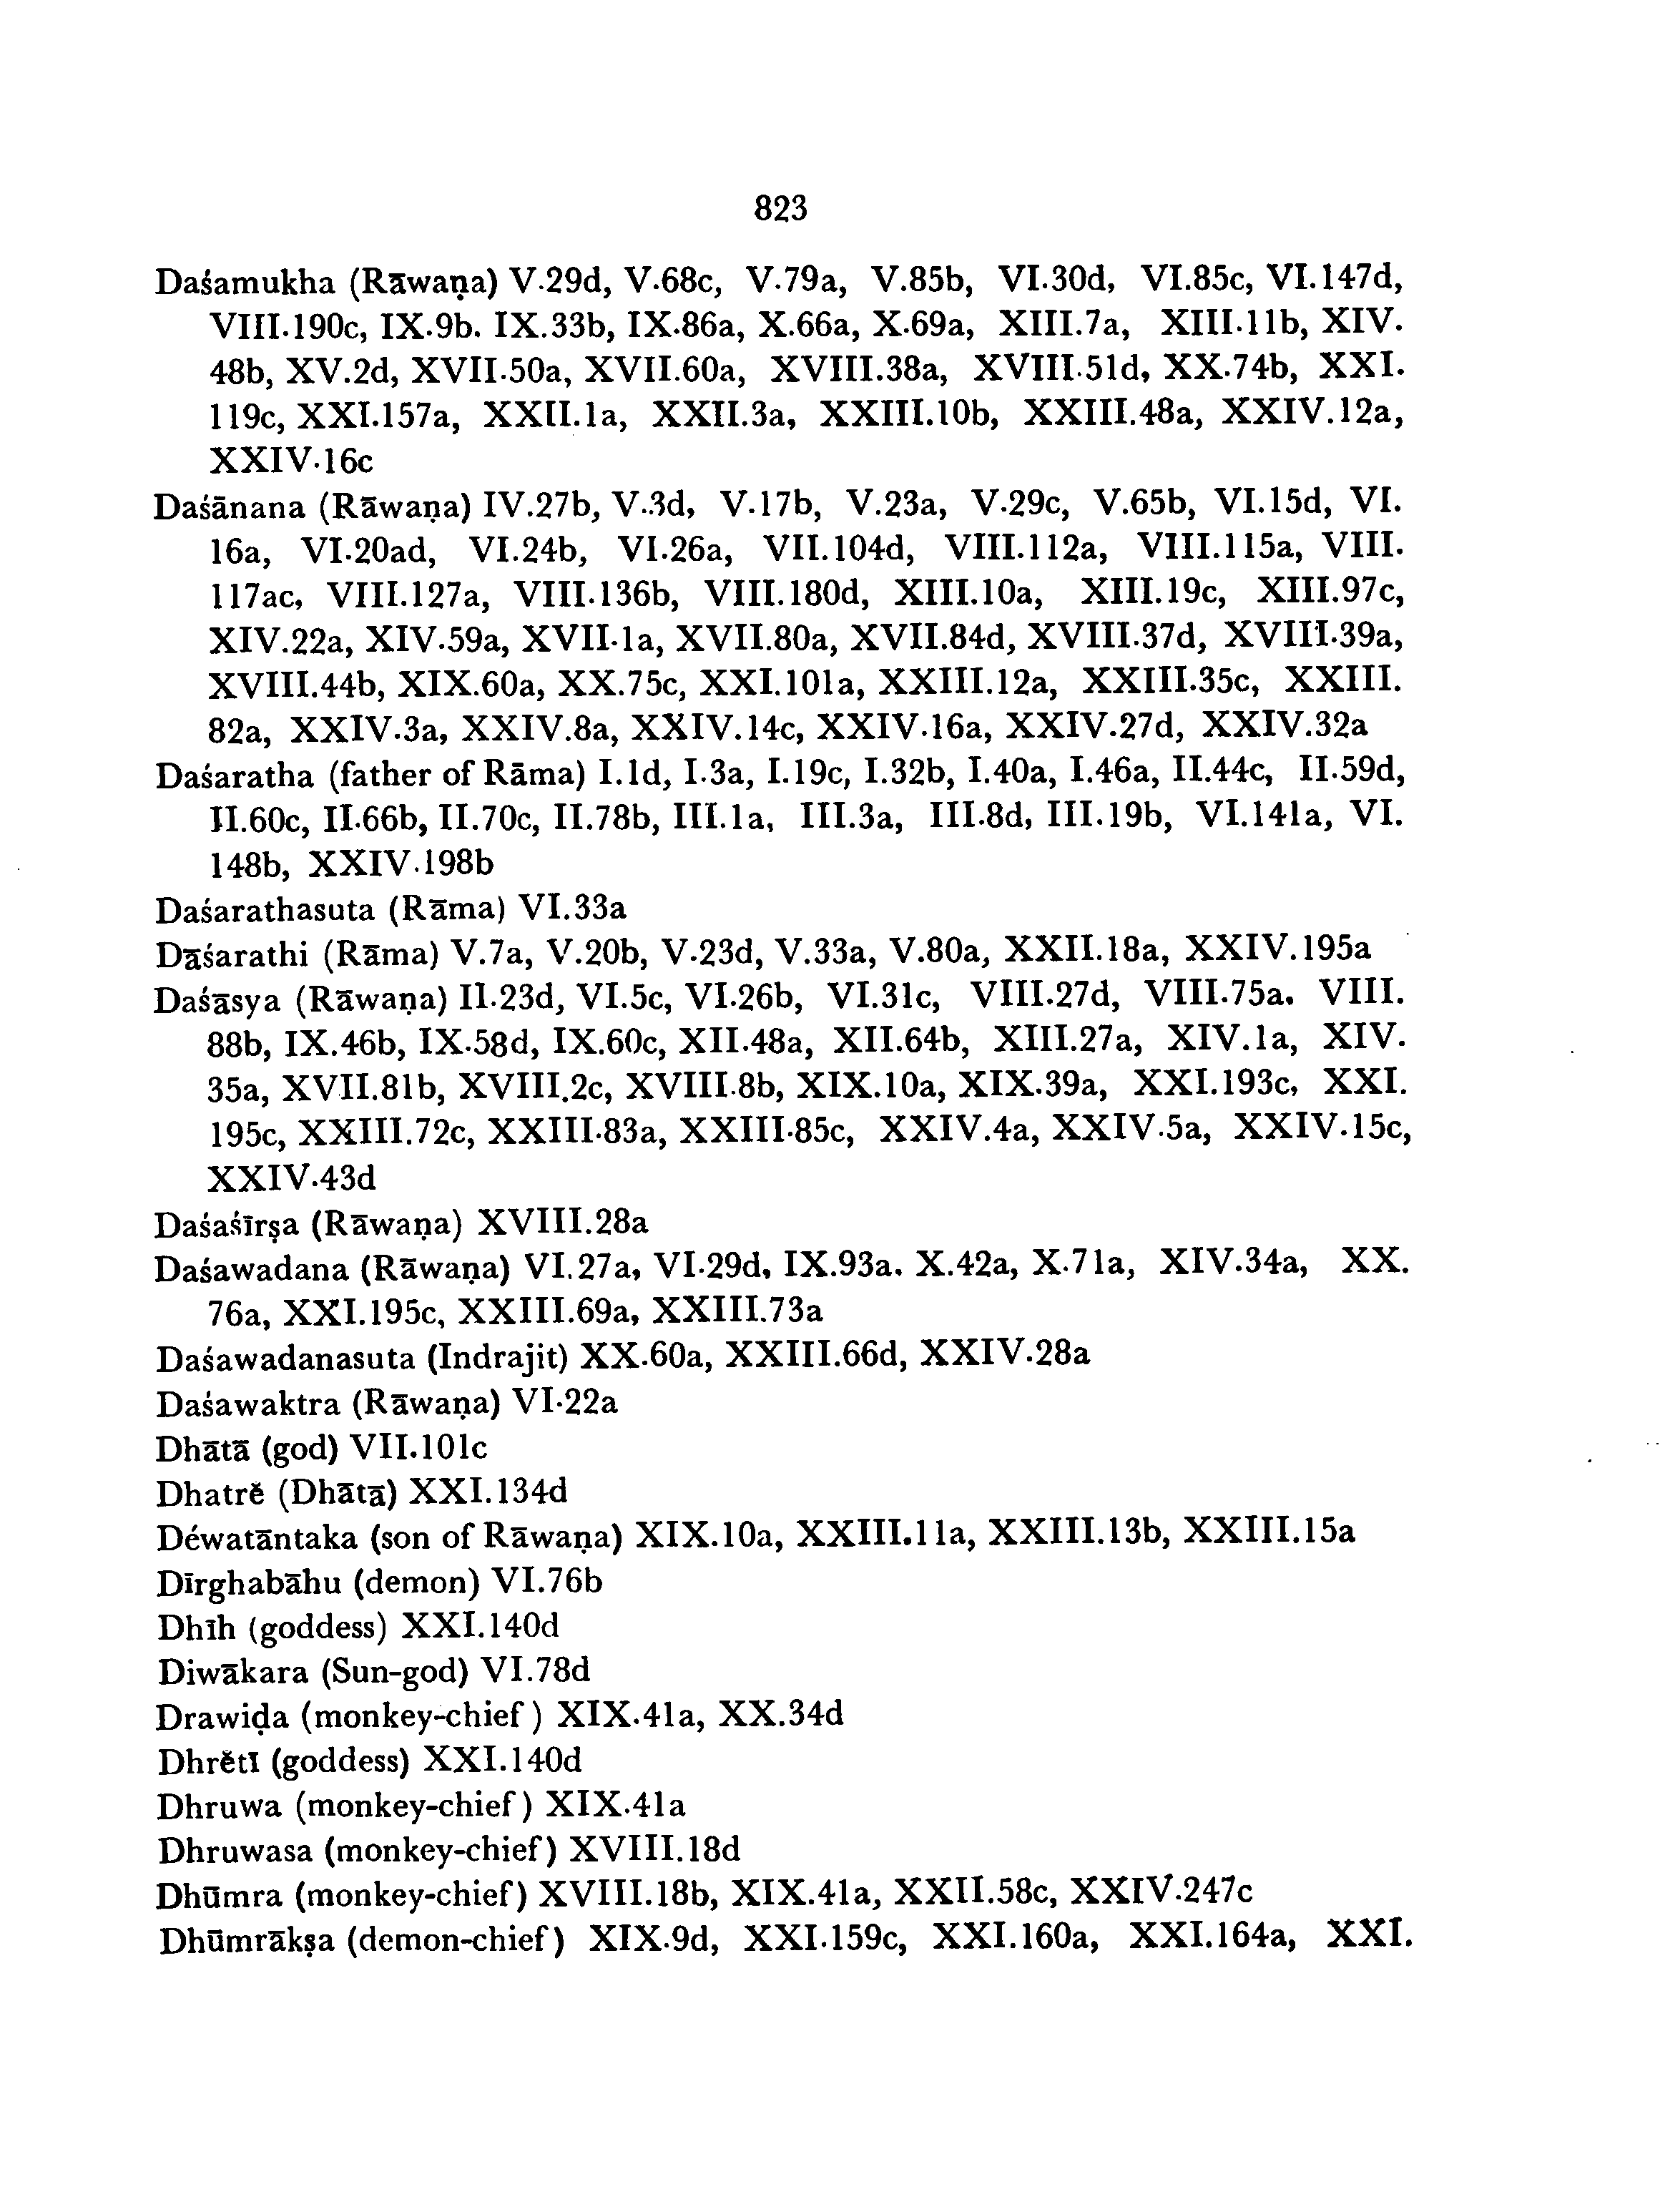 823
Daśamukha (Rāwaṇa) V.29d, V.68c, V.79a, V.85b, VI.30d, VI.85c, VI.147d,
VIII.190c, IX.9b. IX.33b, IX.86a, X.66a, X.69a, XIII.7a, XIII.11b, XIV.
48b, XV.2d, XVII.50a, XVII.60a, XVIII.38a, XVIII.51d, XX.74b, XXI.
119c, XXI.157a, XXII.1a, XXII.3a, XXIII.10b, XXIII.48a, XXIV.12a,
XXIV.16c
Daśānana (Rāwaṇa) IV.27b, V.3d, V.17b, V.23a, V.29c, V.65b, VI.15d, VI.
16a, VI.20ad, VI.24b, VI.26a, VII.104d, VIII.112a, VIII.115a, VIII.
117ac, VIII.127a, VIII.136b, VIII.180d, XIII.10a, XIII.19c, XIII.97c,
XIV.22a, XIV.59a, XVII.1a, XVII.80a, XVII.84d, XVIII.37d, XVIII.39a,
XVIII.44b, XIX.60a, XX.75c, XXI.101a, XXIII.12a, XXIII.35c, XXIII.
82a, XXIV.3a, XXIV.8a, XXIV.14c, XXIV.16a, XXIV.27d, XXIV.32a
Daśaratha (father of Rāma) I.1d, I.3a, I.19c, I.32b, I.40a, I.46a, II.44c, II.59d,
II.60c, II.66b, II.70c, II.78b, III.1a, III.3a, III.8d, III.19b, VI.141a, VI.
148b, XXIV.198b
Daśarathasuta (Rāma) VI.33a
Dāśarathi (Rāma) V.7a, V.20b, V.23d, V.33a, V.80a, XXII.18a, XXIV.195a
Daśāsya (Rāwaṇa) II.23d, VI.5c, VI.26b, VI.31c, VIII.27d, VIII.75a. VIII.
88b, IX.46b, IX.58d, IX.60c, XII.48a, XII.64b, XIII.27a, XIV.1a, XIV.
35a, XVII.81b, XVIII.2c, XVIII.8b, XIX.10a, XIX.39a, XXI.193c, XXI.
195c, XXIII.72c, XXIII.83a, XXIII.85c, XXIV.4a, XXIV.5a, XXIV.15c,
XXIV.43d
Daśaśīrṣa (Rāwaṇa) XVIII.28a
Daśawadana (Rāwaṇa) VI.27a, VI.29d, IX.93a. X.42a, X.71a, XIV.34a, XX.
76a, XXI.195c, XXIII.69a, XXIII.73a
Daśawadanasuta (Indrajit) XX.60a, XXIII.66d, XXIV.28a
Daśawaktra (Rāwaṇa) VI.22a
Dhātā (god) VII.101c
Dhatrĕ (Dhātā) XXI.134d
Déwatāntaka (son of Rāwaṇa) XIX.10a, XXIII.11a, XXIII.13b, XXIII.15a
Dīrghabāhu (demon) VI.76b
Dhīh (goddess) XXI.140d
Diwākara (Sun-god) VI.78d
Drawiḍa (monkey-chief) XIX.41a, XX.34d
Dhrĕtī (goddess) XXI.140d
Dhruwa (monkey-chief) XIX.41a
Dhruwasa (monkey-chief) XVIII.18d
Dhūmra (monkey-chief) XVIII.18b, XIX.41a, XXII.58c, XXIV.247c
Dhūmrākṣa (demon-chief) XIX.9d, XXI.159c, XXI.160a, XXI.164a, XXI.